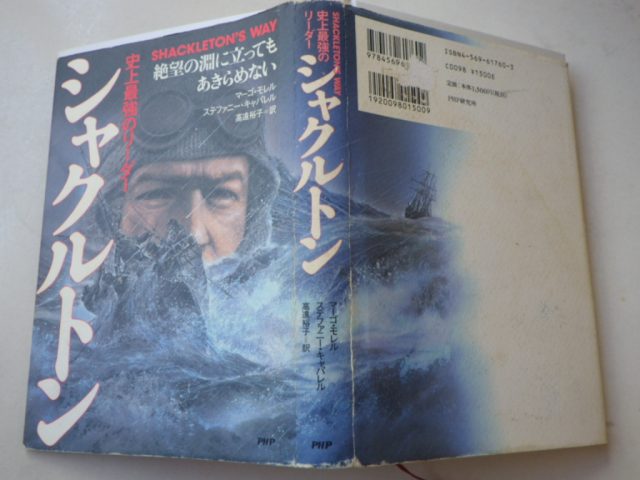 SHACKLETON'S WAY
絶望の淵に立っても
あきらめない
マーゴ・モレル
ステファニー・キャパレル
高遠裕子=訳
史上最強のリーダー
シャクルトン
PHP
SHACKLETON'S WAY
史上最強の
リーダー
シャクルトン
マーゴ・モレル
ステファニー・キャパレル
高遠裕子 訳
PHP
1920098015009
ISBN4-569-61760-3
C0098 ¥1500E
PHP研究所